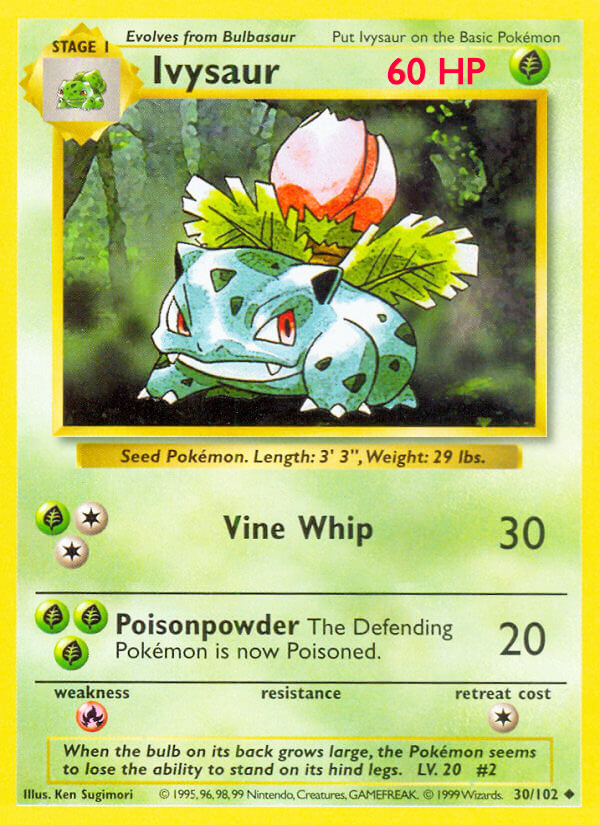 STAGE 1
Evolves from Bulbasaur
Put Ivysaur on the Basic Pokémon
Ivysaur
60 HP
Seed Pokémon. Length: 3' 3", Weight: 29 lbs.
Vine Whip
30
Poisonpowder The Defending
Pokémon is now Poisoned.
20
weakness
resistance
retreat cost
When the bulb on its back grows large, the Pokémon seems
to lose the ability to stand on its hind legs. LV. 20 #2
Illus. Ken Sugimori
© 1995, 96, 98, 99 Nintendo, Creatures, GAMEFREAK. © 1999 Wizards. 30/102